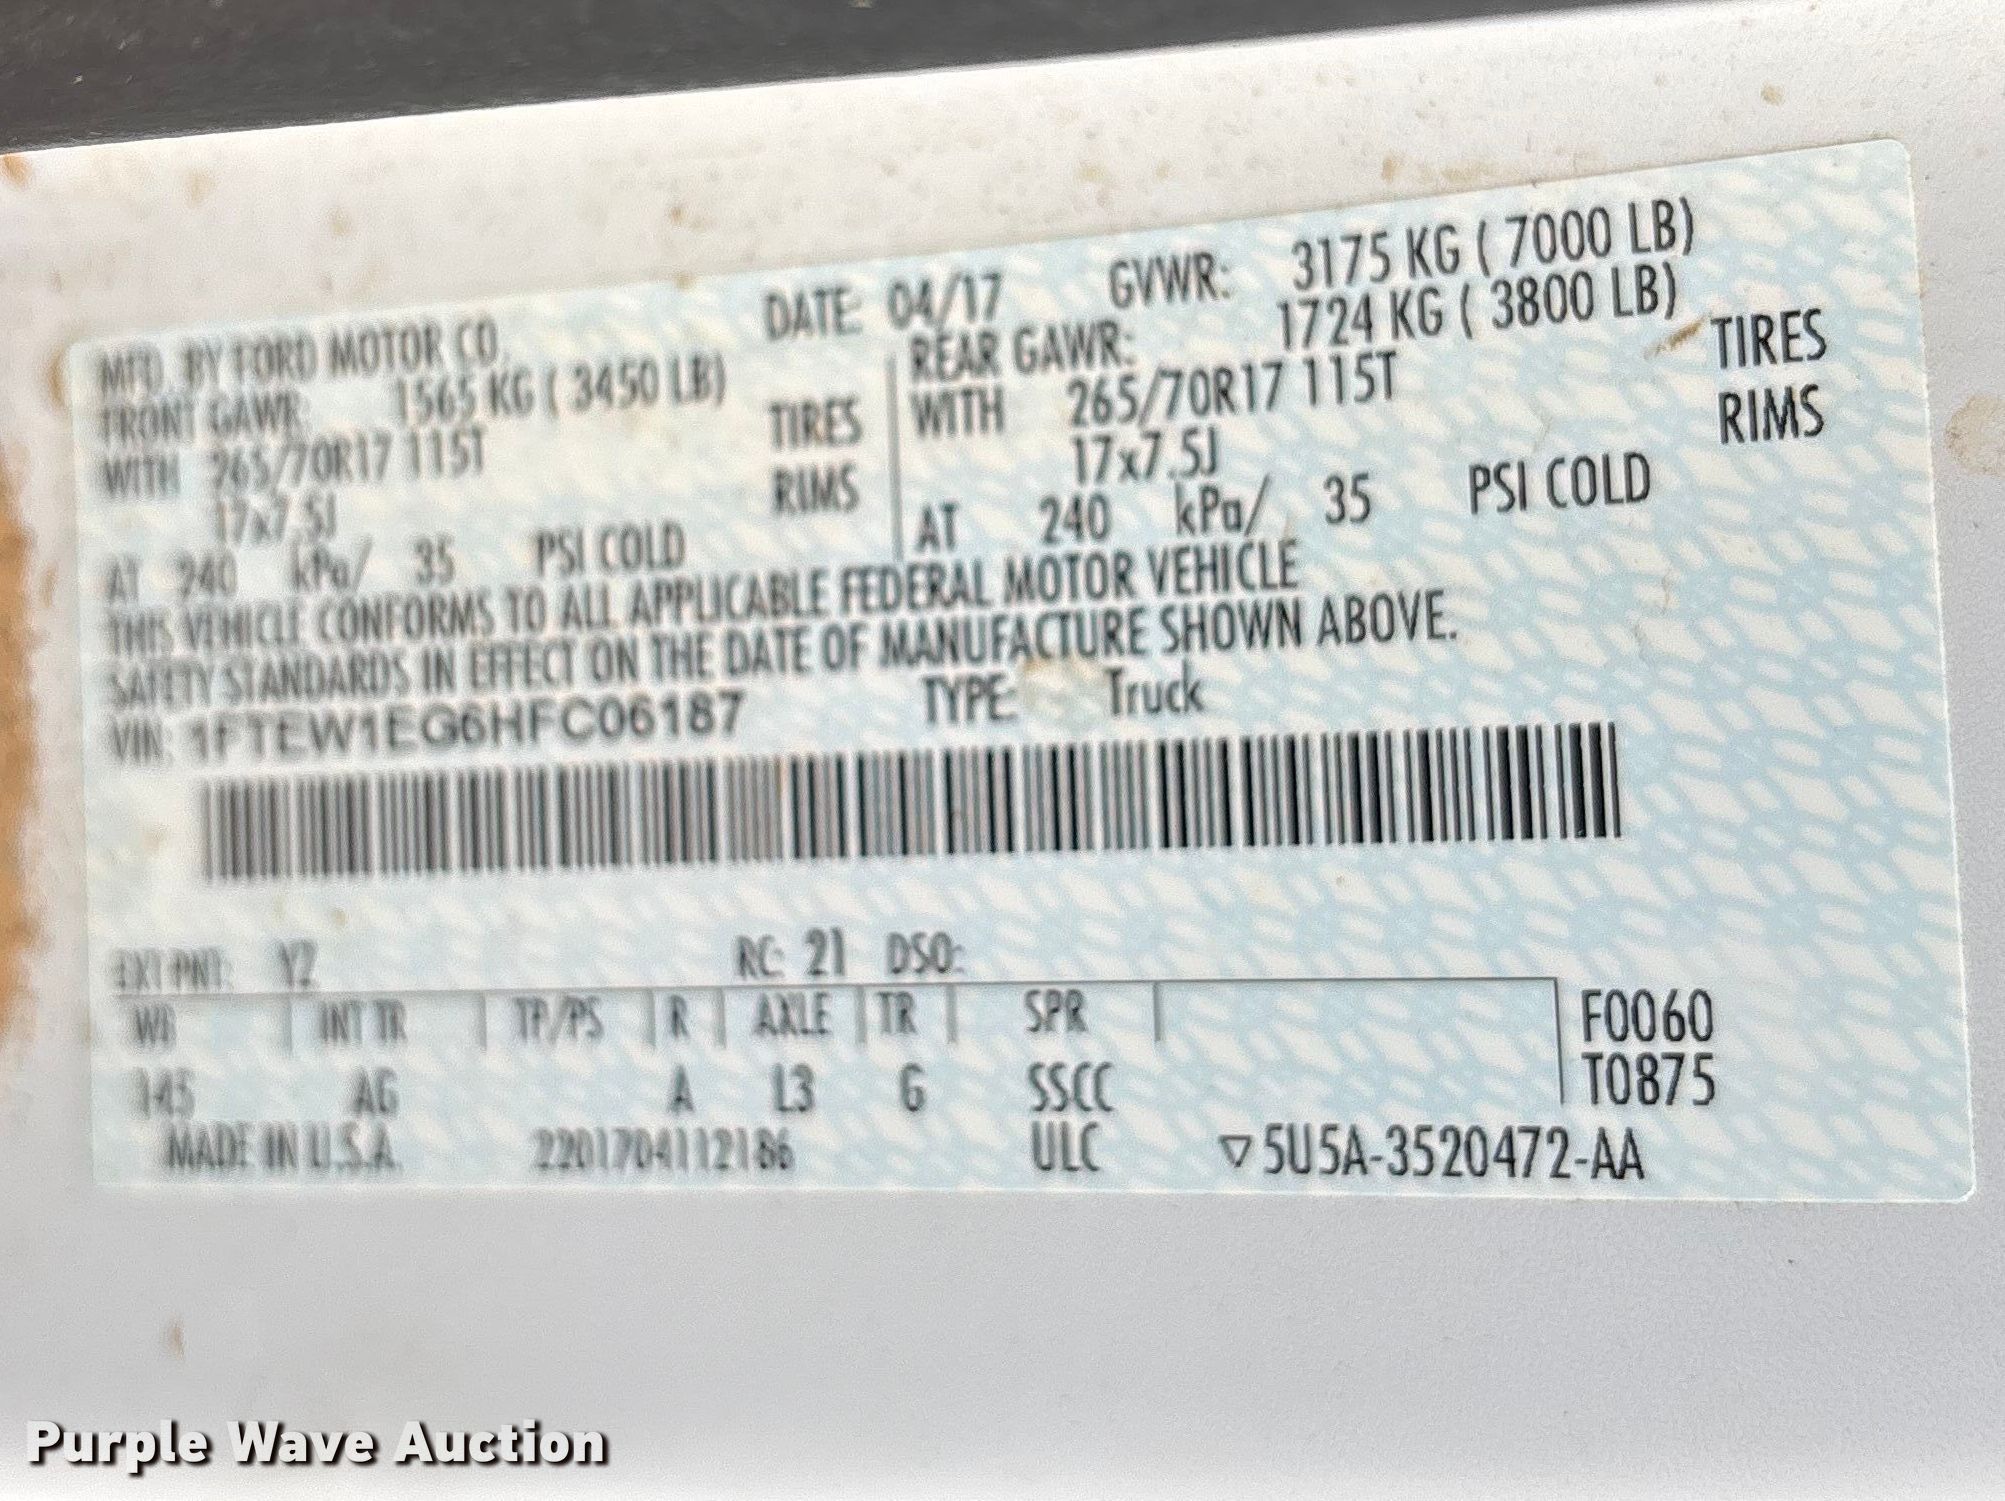 MFD. BY FORD MOTOR CO. DATE: 04/17 GVWR: 3175 KG ( 7000 LB)
FRONT GAWR: 1565 KG ( 3450 LB) REAR GAWR: 1724 KG ( 3800 LB)
WITH 265/70R17 115T TIRES WITH 265/70R17 115T TIRES
17x7.5J RIMS 17x7.5J RIMS
AT 240 kPa/ 35 PSI COLD AT 240 kPa/ 35 PSI COLD
THIS VEHICLE CONFORMS TO ALL APPLICABLE FEDERAL MOTOR VEHICLE
SAFETY STANDARDS IN EFFECT ON THE DATE OF MANUFACTURE SHOWN ABOVE.
VIN: 1FTEW1EG6HFC06187 TYPE: Truck
EXT PNT: YZ RC: 21 DSO:
WB INT TR TP/PS R AXLE TR SPR F0060
145 AG A L3 G SSCC T0875
MADE IN U.S.A. 2201704112186 ULC ▽5U5A-3520472-AA
Purple Wave Auction